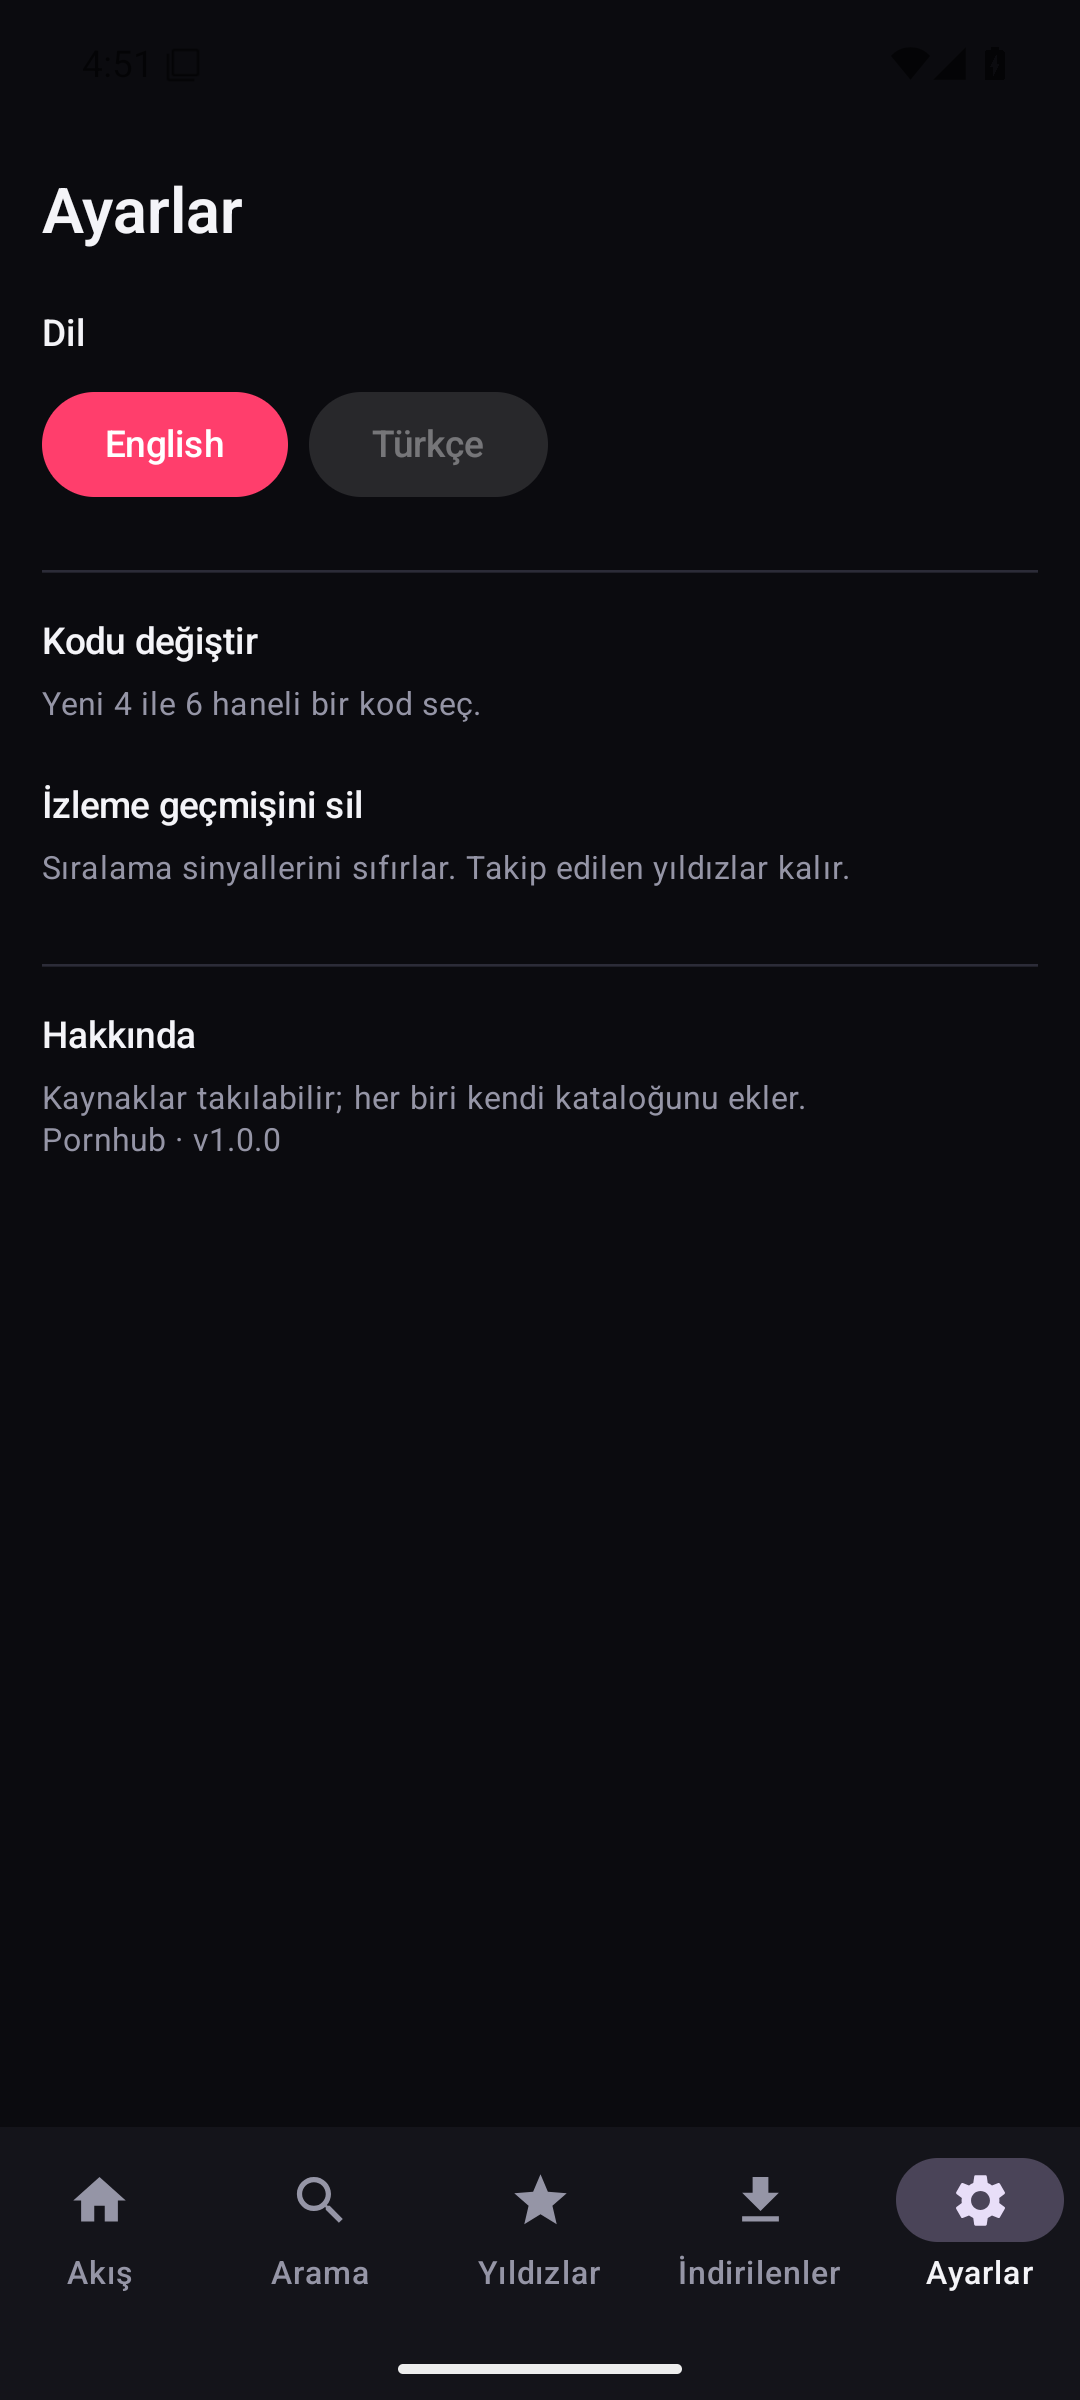 4:51
Ayarlar
Dil
English
Türkçe
Kodu değiştir
Yeni 4 ile 6 haneli bir kod seç.
İzleme geçmişini sil
Sıralama sinyallerini sıfırlar. Takip edilen yıldızlar kalır.
Hakkında
Kaynaklar takılabilir; her biri kendi kataloğunu ekler.
Pornhub · v1.0.0
Akış
Arama
Yıldızlar
İndirilenler
Ayarlar